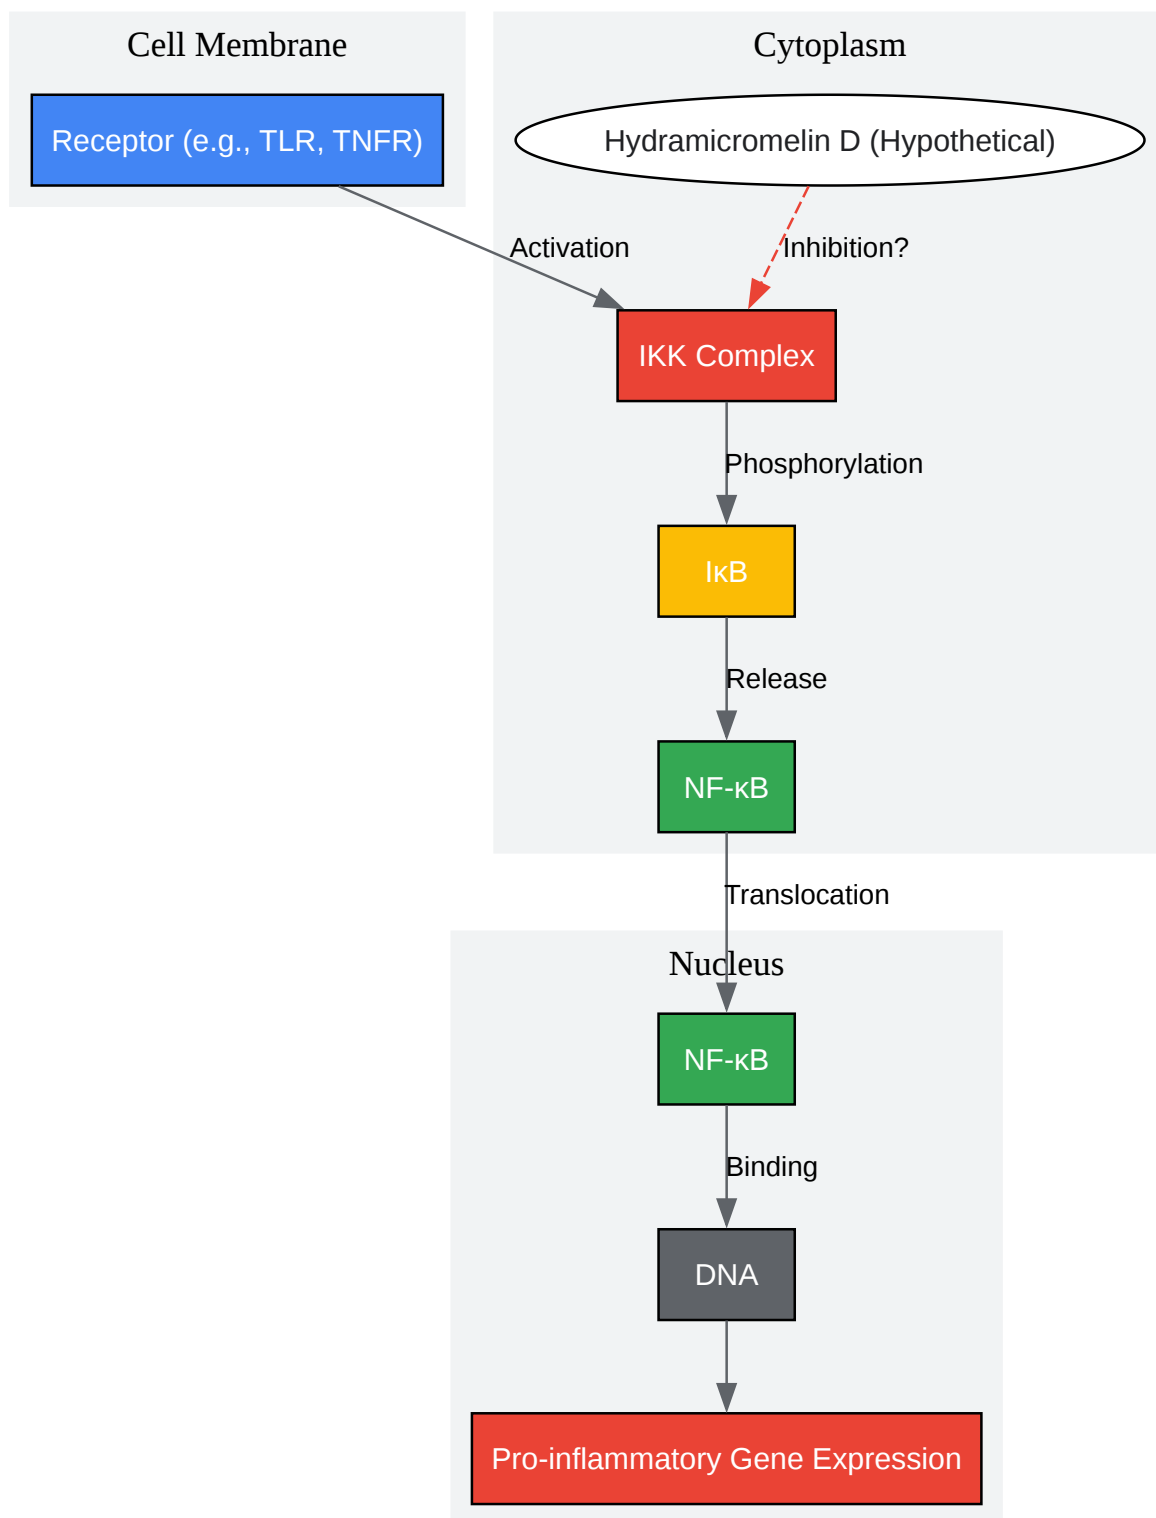 Cell Membrane
Cytoplasm
Receptor (e.g., TLR, TNFR)
Hydramicromelin D (Hypothetical)
Activation
Inhibition?
IKK Complex
Phosphorylation
IκB
Release
NF-κB
Translocation
Nucleus
NF-κB
Binding
DNA
Pro-inflammatory Gene Expression